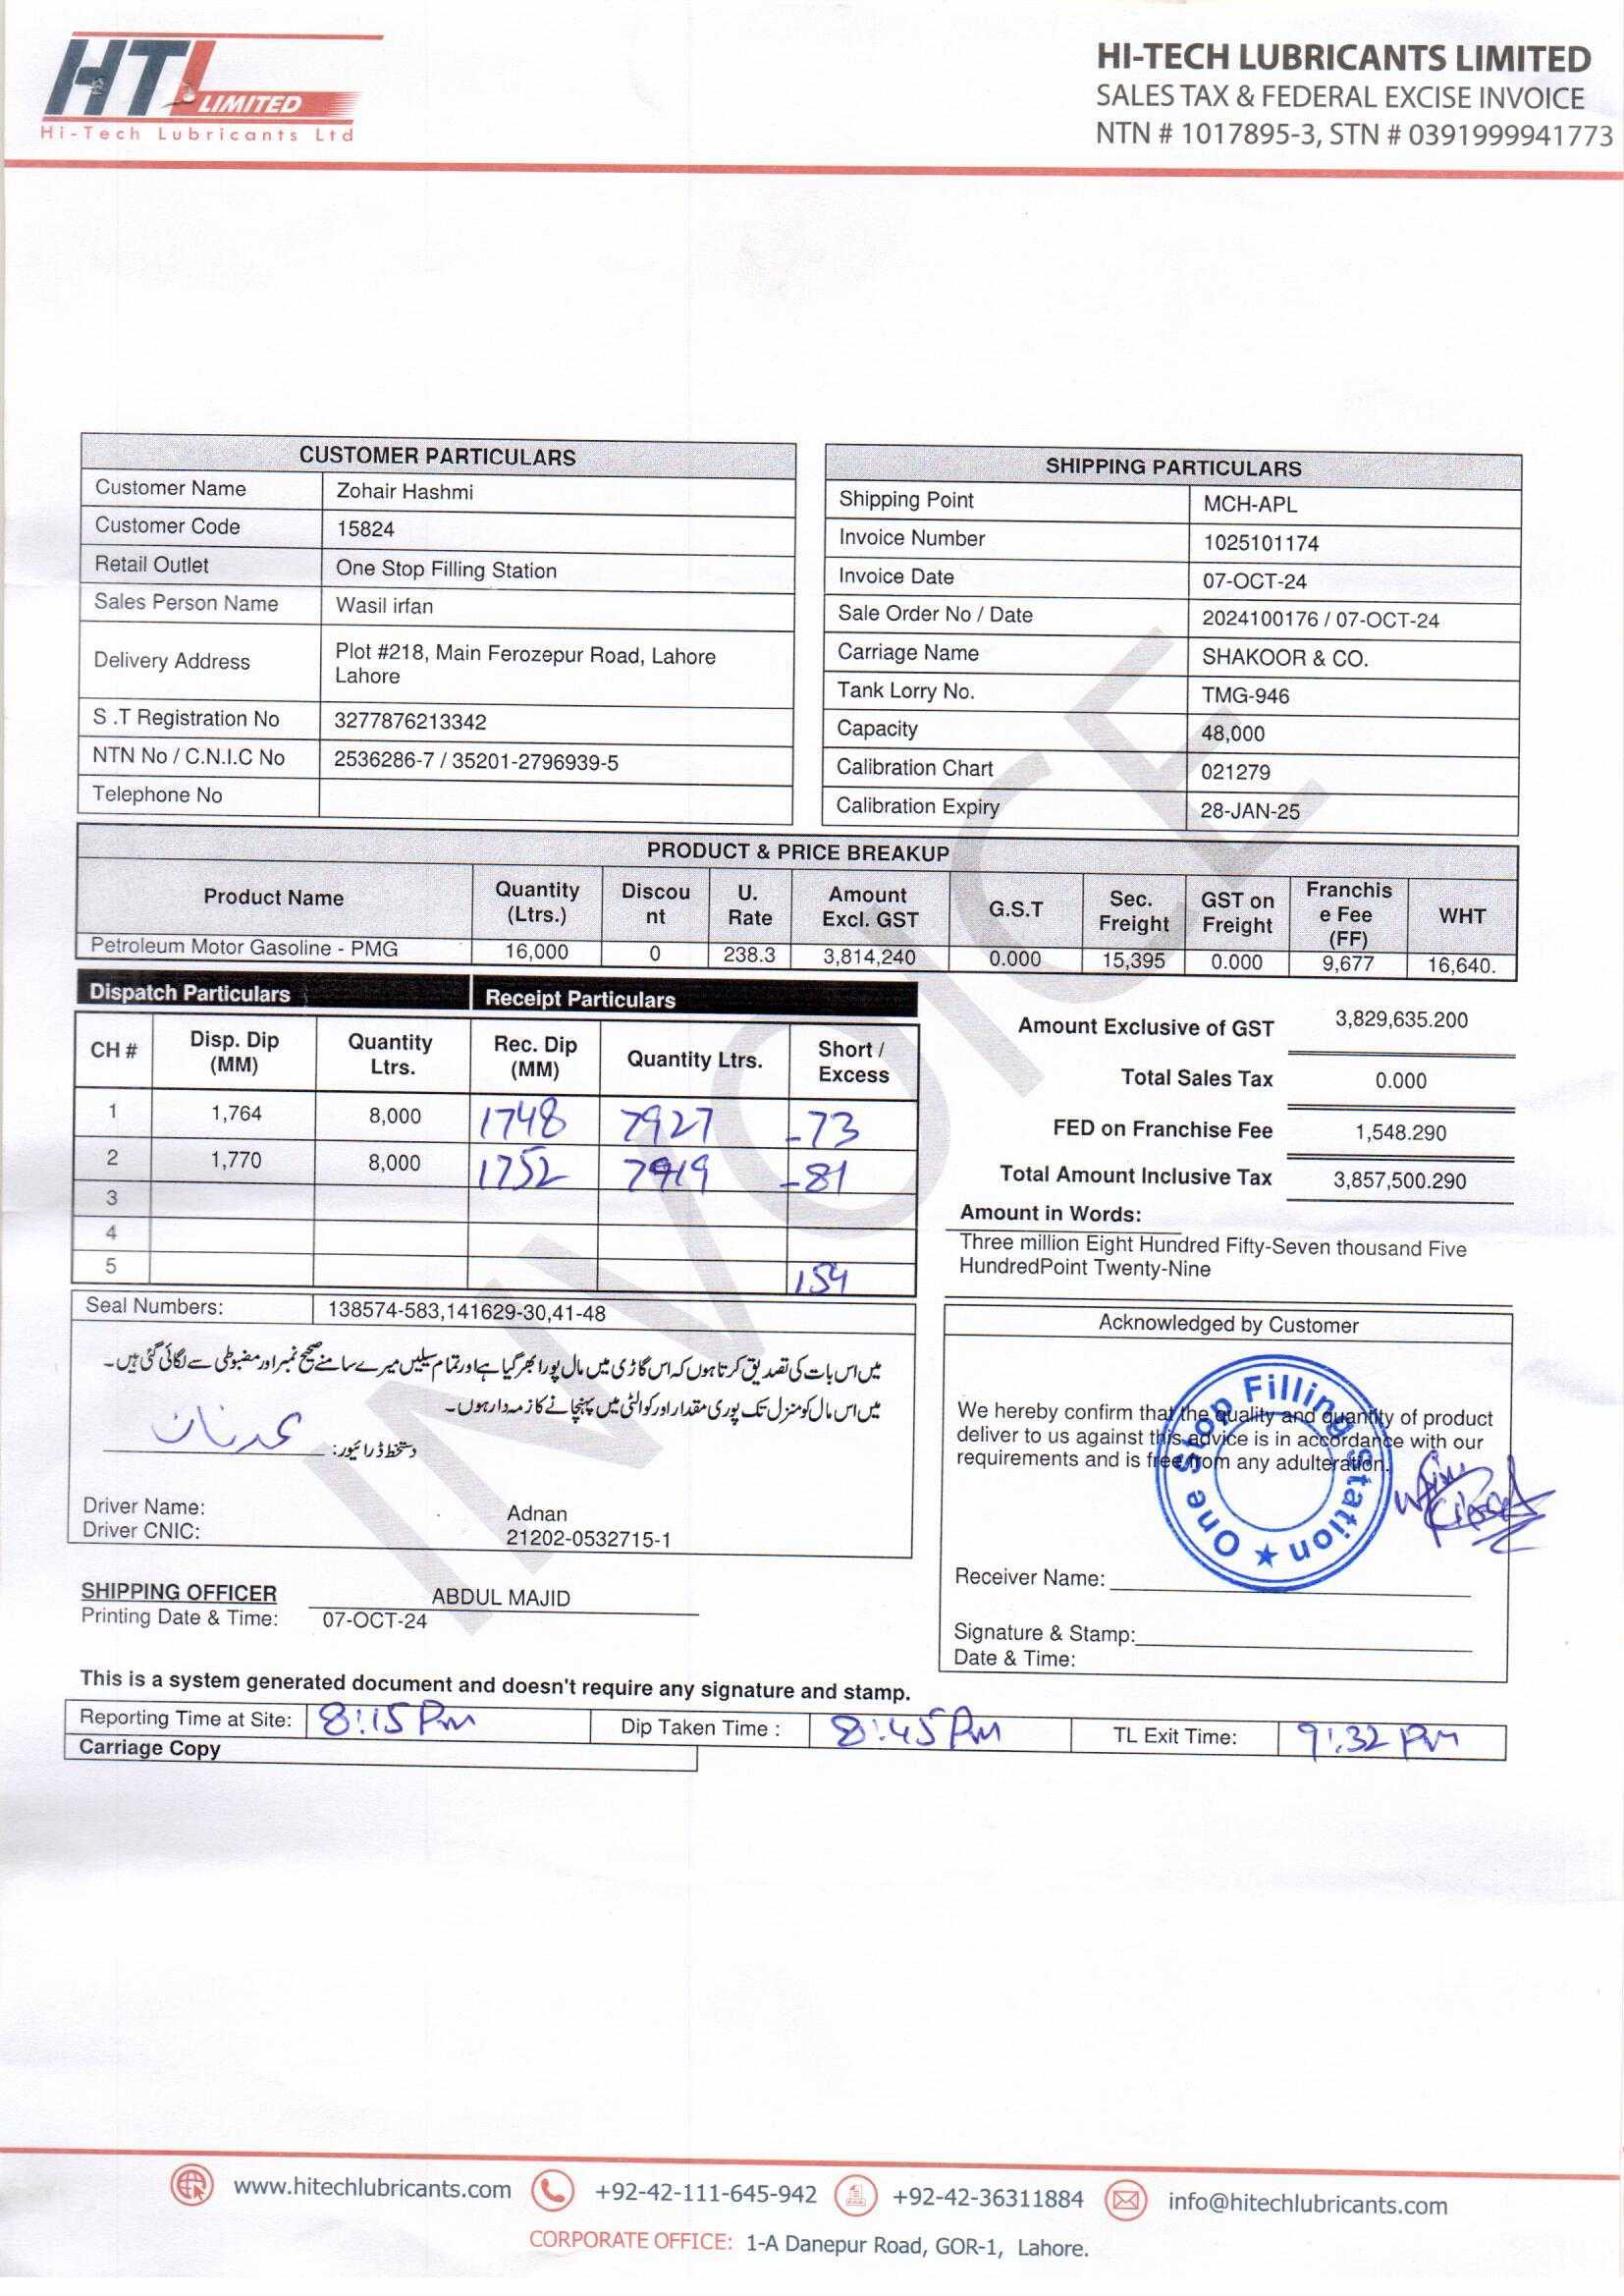 HTL LIMITED
Hi-Tech Lubricants Ltd
HI-TECH LUBRICANTS LIMITED
SALES TAX & FEDERAL EXCISE INVOICE
NTN # 1017895-3, STN # 0391999941773
CUSTOMER PARTICULARS
Customer Name Zohair Hashmi
Customer Code 15824
Retail Outlet One Stop Filling Station
Sales Person Name Wasil irfan
Delivery Address Plot #218, Main Ferozepur Road, Lahore
Lahore
S .T Registration No 3277876213342
NTN No / C.N.I.C No 2536286-7 / 35201-2796939-5
Telephone No
SHIPPING PARTICULARS
Shipping Point MCH-APL
Invoice Number 1025101174
Invoice Date 07-OCT-24
Sale Order No / Date 2024100176 / 07-OCT-24
Carriage Name SHAKOOR & CO.
Tank Lorry No. TMG-946
Capacity 48,000
Calibration Chart 021279
Calibration Expiry 28-JAN-25
INVOICE
PRODUCT & PRICE BREAKUP
Product Name Quantity (Ltrs.) Discou nt U. Rate Amount Excl. GST G.S.T Sec. Freight GST on Freight Franchis e Fee (FF) WHT
Petroleum Motor Gasoline - PMG 16,000 0 238.3 3,814,240 0.000 15,395 0.000 9,677 16,640.
Dispatch Particulars Receipt Particulars
CH # Disp. Dip (MM) Quantity Ltrs. Rec. Dip (MM) Quantity Ltrs. Short / Excess
1 1,764 8,000 1748 7927 -73
2 1,770 8,000 1752 7919 -81
3
4
5 154
Amount Exclusive of GST 3,829,635.200
Total Sales Tax 0.000
FED on Franchise Fee 1,548.290
Total Amount Inclusive Tax 3,857,500.290
Amount in Words:
Three million Eight Hundred Fifty-Seven thousand Five
HundredPoint Twenty-Nine
Seal Numbers: 138574-583,141629-30,41-48
میں اس بات کی تصدیق کرتا ہوں کہ اس گاڑی میں مال پورا بھر گیا ہے اور تمام سیلیں میرے سامنے صحیح نمبر اور مضبوطی سے لگائی گئی ہیں۔
میں اس مال کو منزل تک پوری مقدار اور کوالٹی میں پہنچانے کا زمہ دار ہوں۔
دستخط ڈرائیور: عدنان
Driver Name: Adnan
Driver CNIC: 21202-0532715-1
Acknowledged by Customer
We hereby confirm that the quality and quantity of product
deliver to us against this advice is in accordance with our
requirements and is free from any adulteration.
One Stop Filling Station
Receiver Name:
Signature & Stamp:
Date & Time:
SHIPPING OFFICER ABDUL MAJID
Printing Date & Time: 07-OCT-24
This is a system generated document and doesn't require any signature and stamp.
Reporting Time at Site: 8:15 Pm Dip Taken Time : 8:45 Pm TL Exit Time: 9:32 Pm
Carriage Copy
www.hitechlubricants.com +92-42-111-645-942 +92-42-36311884 info@hitechlubricants.com
CORPORATE OFFICE: 1-A Danepur Road, GOR-1, Lahore.